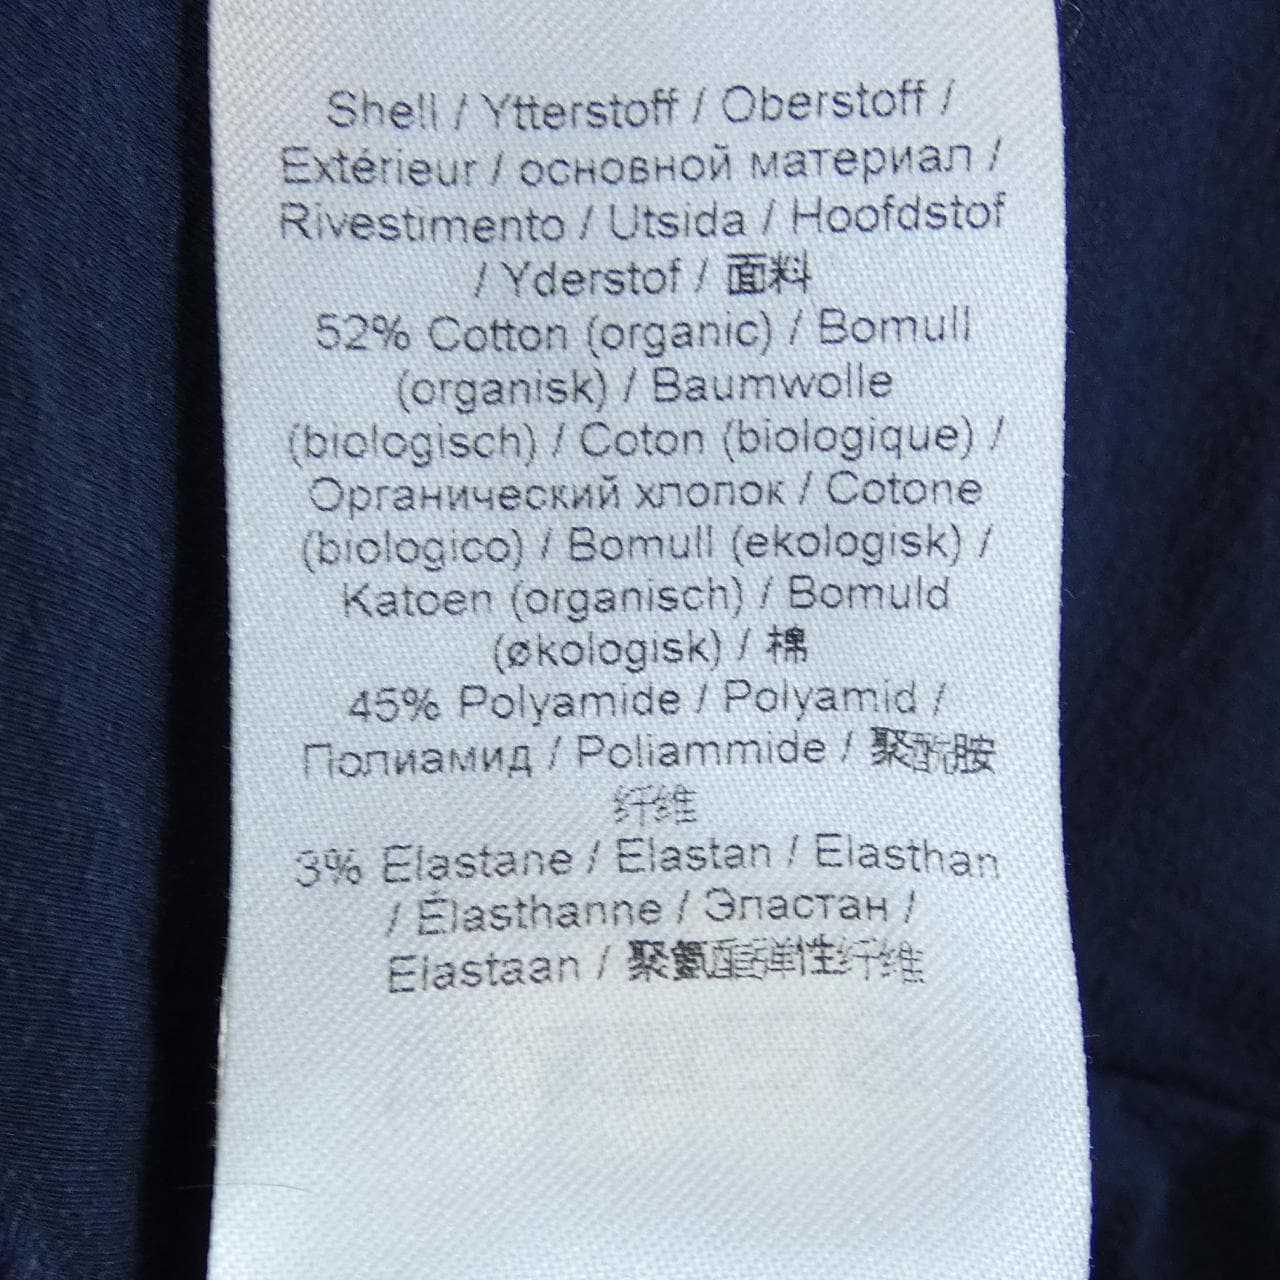 Shell / Ytterstoff / Oberstoff /
Extérieur / основной материал /
Rivestimento / Utsida / Hoofdstof
/ Yderstof / 面料
52% Cotton (organic) / Bomull
(organisk) / Baumwolle
(biologisch) / Coton (biologique) /
Органический хлопок / Cotone
(biologico) / Bomull (ekologisk) /
Katoen (organisch) / Bomuld
(økologisk) / 棉
45% Polyamide / Polyamid /
Полиамид / Poliammide / 聚酰胺
纤维
3% Elastane / Elastan / Elasthan
/ Élasthanne / Эластан /
Elastaan / 聚氨酯弹性纤维